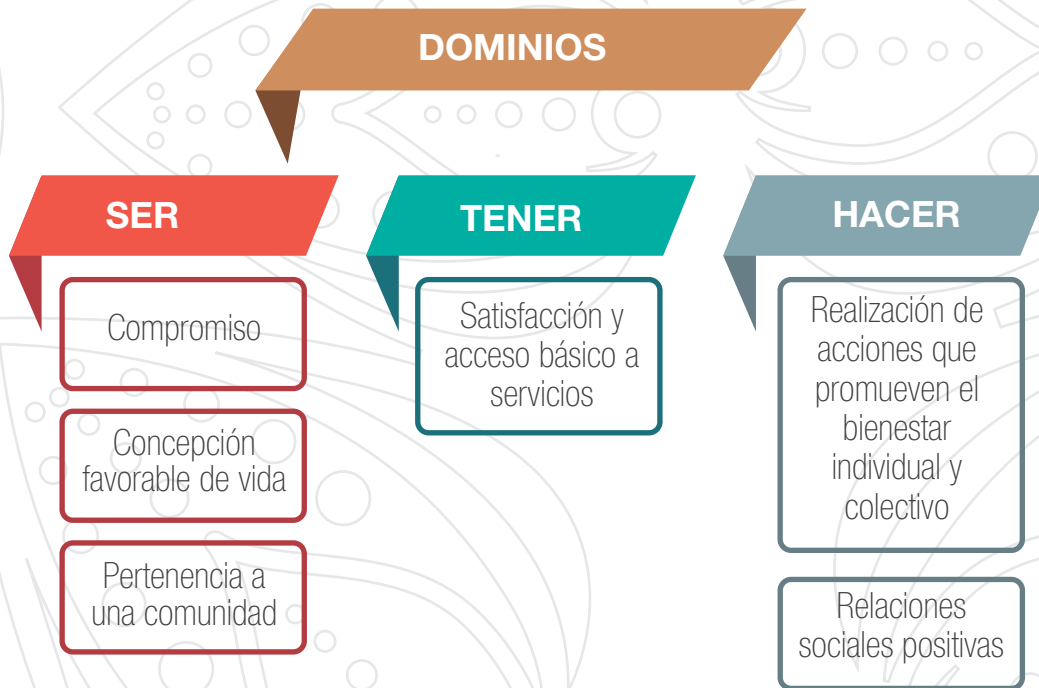 DOMINIOS
SER
Compromiso
Concepción
favorable de vida
Pertenencia a
una comunidad
TENER
Satisfacción y
acceso básico a
servicios
HACER
Realización de
acciones que
promueven el
bienestar
individual y
colectivo
Relaciones
sociales positivas